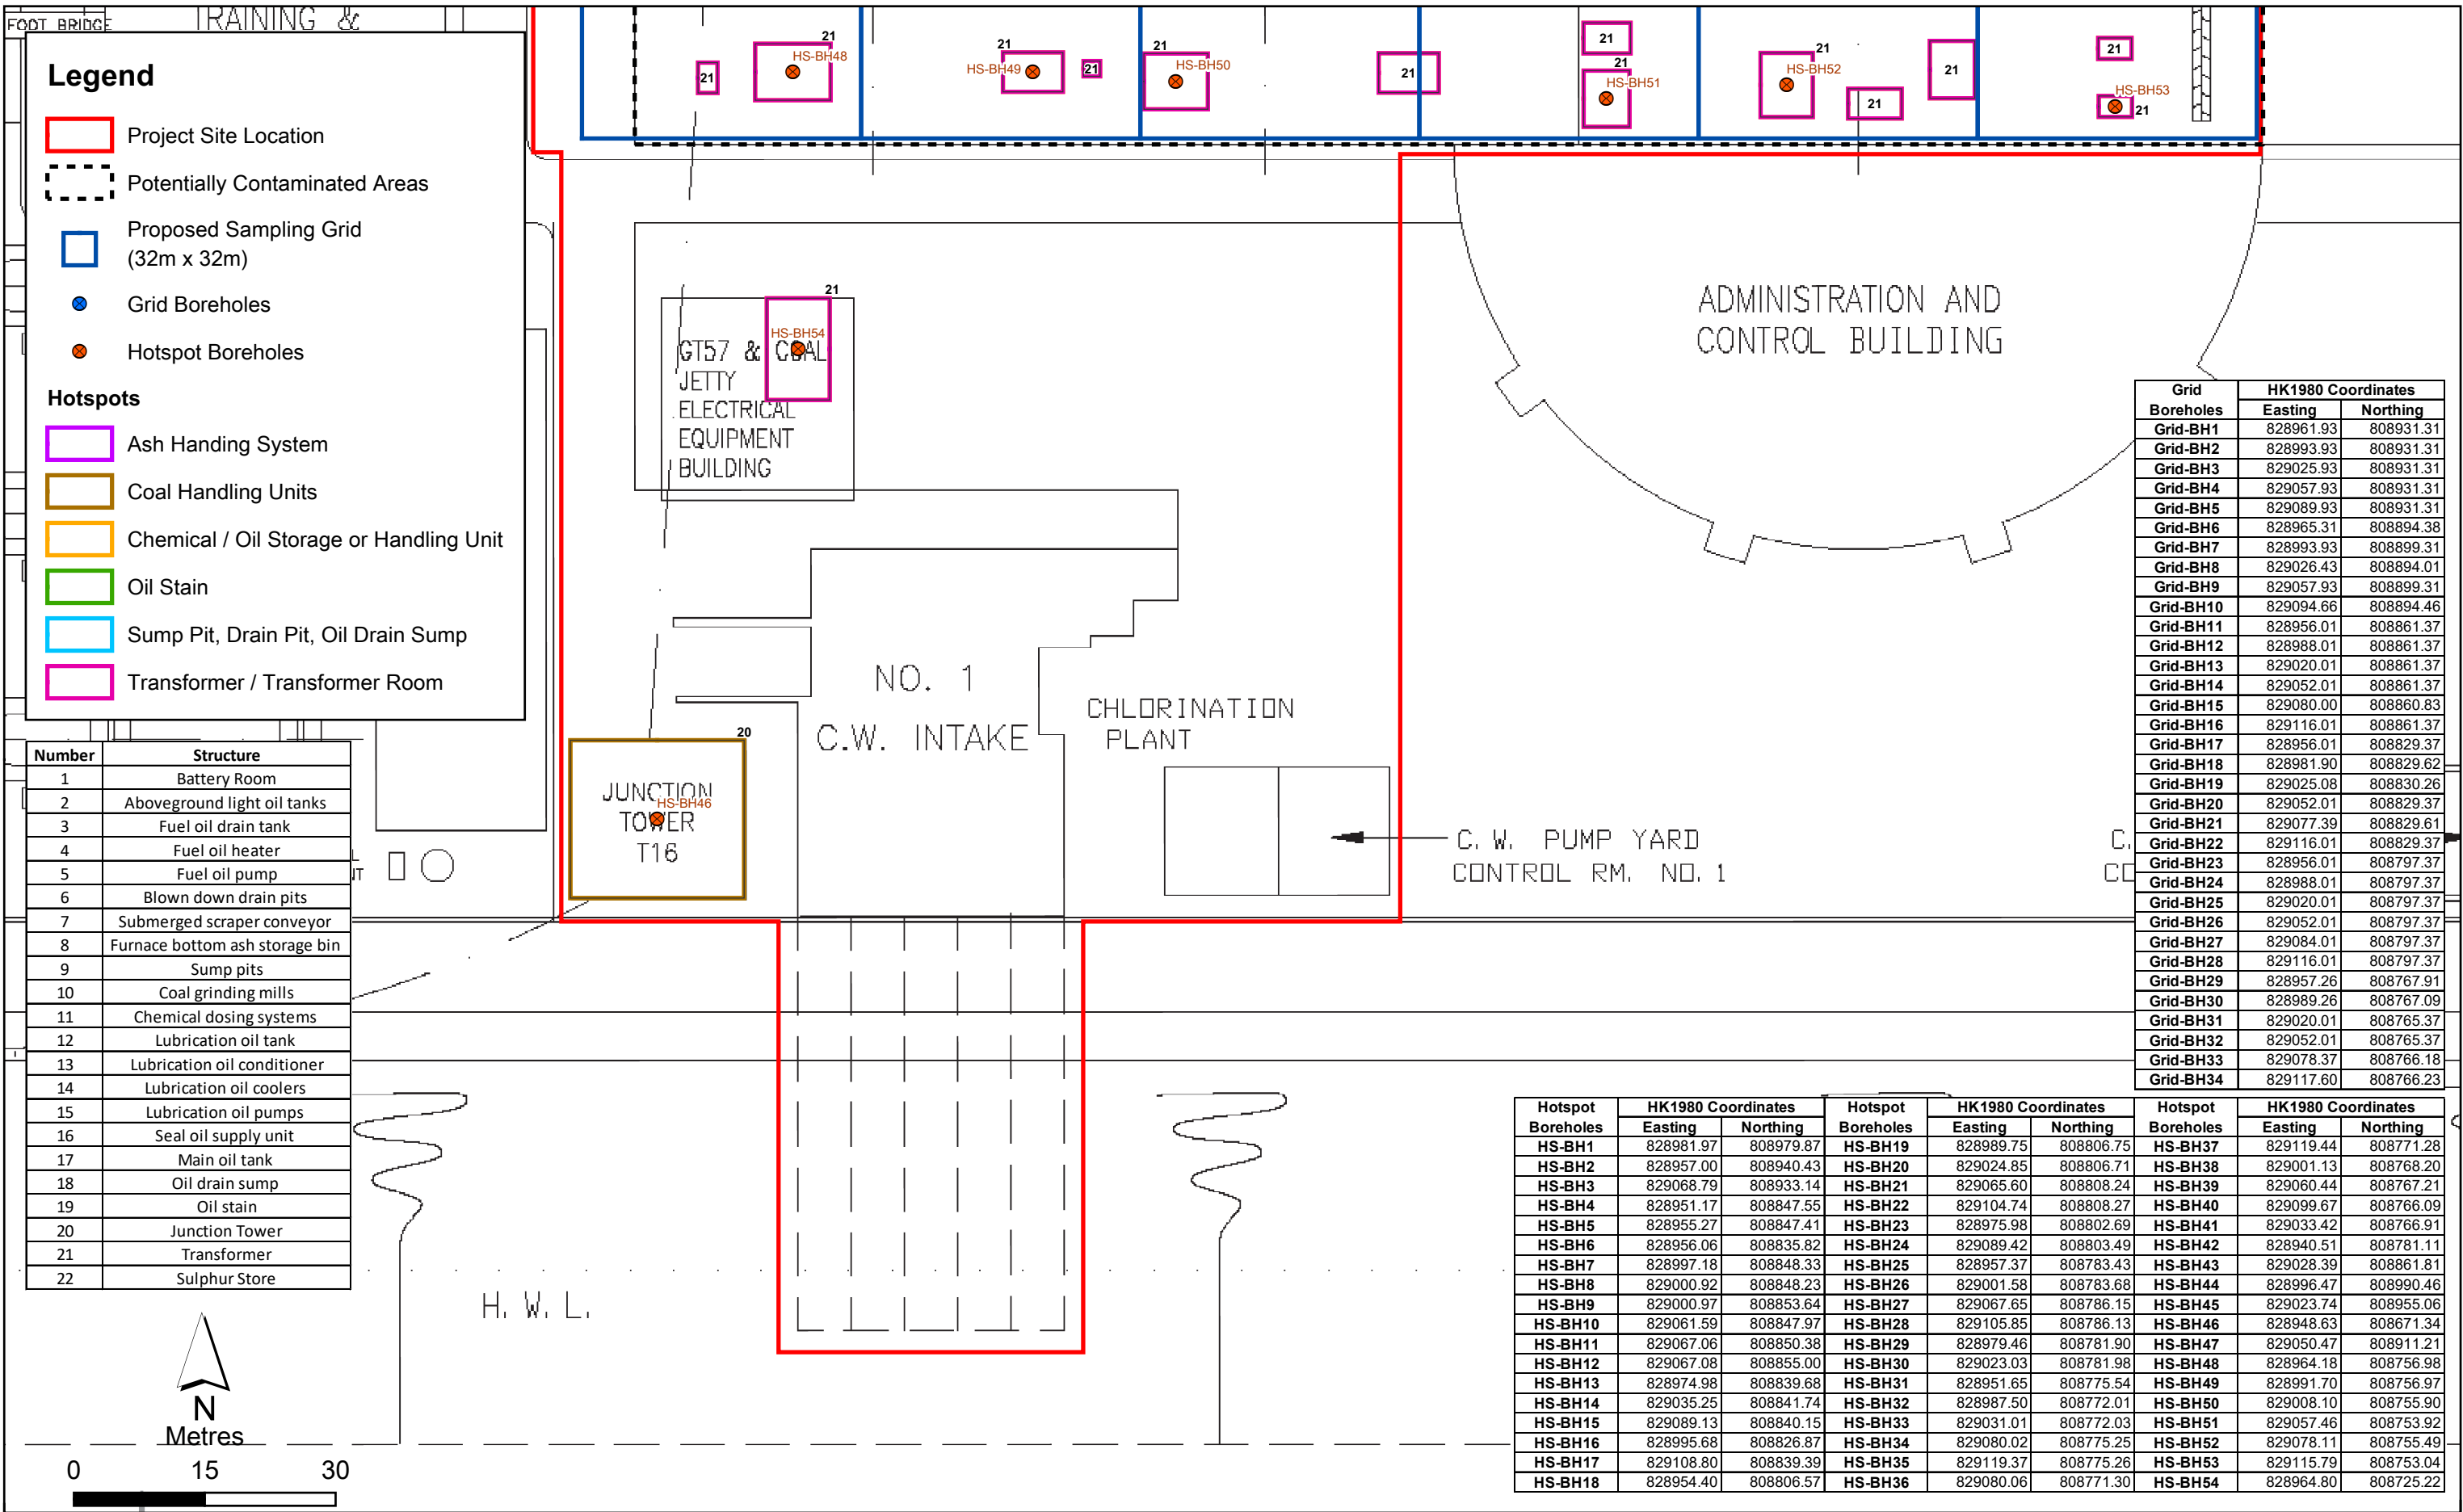 FOOT BRIDGE
TRAINING &
Legend
Project Site Location
Potentially Contaminated Areas
Proposed Sampling Grid
(32m x 32m)
Grid Boreholes
Hotspot Boreholes
Hotspots
Ash Handing System
Coal Handling Units
Chemical / Oil Storage or Handling Unit
Oil Stain
Sump Pit, Drain Pit, Oil Drain Sump
Transformer / Transformer Room
21
21
HS-BH48
21
HS-BH49
21
21
HS-BH50
21
21
21
HS-BH51
21
HS-BH52
21
21
21
HS-BH53
21
21
HS-BH54
GT57 & COAL
JETTY
ELECTRICAL
EQUIPMENT
BUILDING
ADMINISTRATION AND
CONTROL BUILDING
NO. 1
C.W. INTAKE
CHLORINATION
PLANT
20
JUNCTION
HS-BH46
TOWER
T16
C. W. PUMP YARD
CONTROL RM. NO. 1
H. W. L.
Number Structure
1 Battery Room
2 Aboveground light oil tanks
3 Fuel oil drain tank
4 Fuel oil heater
5 Fuel oil pump
6 Blown down drain pits
7 Submerged scraper conveyor
8 Furnace bottom ash storage bin
9 Sump pits
10 Coal grinding mills
11 Chemical dosing systems
12 Lubrication oil tank
13 Lubrication oil conditioner
14 Lubrication oil coolers
15 Lubrication oil pumps
16 Seal oil supply unit
17 Main oil tank
18 Oil drain sump
19 Oil stain
20 Junction Tower
21 Transformer
22 Sulphur Store
N
Metres
0 15 30
Grid HK1980 Coordinates
Boreholes Easting Northing
Grid-BH1 828961.93 808931.31
Grid-BH2 828993.93 808931.31
Grid-BH3 829025.93 808931.31
Grid-BH4 829057.93 808931.31
Grid-BH5 829089.93 808931.31
Grid-BH6 828965.31 808894.38
Grid-BH7 828993.93 808899.31
Grid-BH8 829026.43 808894.01
Grid-BH9 829057.93 808899.31
Grid-BH10 829094.66 808894.46
Grid-BH11 828956.01 808861.37
Grid-BH12 828988.01 808861.37
Grid-BH13 829020.01 808861.37
Grid-BH14 829052.01 808861.37
Grid-BH15 829080.00 808860.83
Grid-BH16 829116.01 808861.37
Grid-BH17 828956.01 808829.37
Grid-BH18 828981.90 808829.62
Grid-BH19 829025.08 808830.26
Grid-BH20 829052.01 808829.37
Grid-BH21 829077.39 808829.61
Grid-BH22 829116.01 808829.37
Grid-BH23 828956.01 808797.37
Grid-BH24 828988.01 808797.37
Grid-BH25 829020.01 808797.37
Grid-BH26 829052.01 808797.37
Grid-BH27 829084.01 808797.37
Grid-BH28 829116.01 808797.37
Grid-BH29 828957.26 808767.91
Grid-BH30 828989.26 808767.09
Grid-BH31 829020.01 808765.37
Grid-BH32 829052.01 808765.37
Grid-BH33 829078.37 808766.18
Grid-BH34 829117.60 808766.23
Hotspot HK1980 Coordinates Hotspot HK1980 Coordinates Hotspot HK1980 Coordinates
Boreholes Easting Northing Boreholes Easting Northing Boreholes Easting Northing
HS-BH1 828981.97 808979.87 HS-BH19 828989.75 808806.75 HS-BH37 829119.44 808771.28
HS-BH2 828957.00 808940.43 HS-BH20 829024.85 808806.71 HS-BH38 829001.13 808768.20
HS-BH3 829068.79 808933.14 HS-BH21 829065.60 808808.24 HS-BH39 829060.44 808767.21
HS-BH4 828951.17 808847.55 HS-BH22 829104.74 808808.27 HS-BH40 829099.67 808766.09
HS-BH5 828955.27 808847.41 HS-BH23 828975.98 808802.69 HS-BH41 829033.42 808766.91
HS-BH6 828956.06 808835.82 HS-BH24 829089.42 808803.49 HS-BH42 828940.51 808781.11
HS-BH7 828997.18 808848.33 HS-BH25 828957.37 808783.43 HS-BH43 829028.39 808861.81
HS-BH8 829000.92 808848.23 HS-BH26 829001.58 808783.68 HS-BH44 828996.47 808990.46
HS-BH9 829000.97 808853.64 HS-BH27 829067.65 808786.15 HS-BH45 829023.74 808955.06
HS-BH10 829061.59 808847.97 HS-BH28 829105.85 808786.13 HS-BH46 828948.63 808671.34
HS-BH11 829067.06 808850.38 HS-BH29 828979.46 808781.90 HS-BH47 829050.47 808911.21
HS-BH12 829067.08 808855.00 HS-BH30 829023.03 808781.98 HS-BH48 828964.18 808756.98
HS-BH13 828974.98 808839.68 HS-BH31 828951.65 808775.54 HS-BH49 828991.70 808756.97
HS-BH14 829035.25 808841.74 HS-BH32 828987.50 808772.01 HS-BH50 829008.10 808755.90
HS-BH15 829089.13 808840.15 HS-BH33 829031.01 808772.03 HS-BH51 829057.46 808753.92
HS-BH16 828995.68 808826.87 HS-BH34 829080.02 808775.25 HS-BH52 829078.11 808755.49
HS-BH17 829108.80 808839.39 HS-BH35 829119.37 808775.26 HS-BH53 829115.79 808753.04
HS-BH18 828954.40 808806.57 HS-BH36 829080.06 808771.30 HS-BH54 828964.80 808725.22